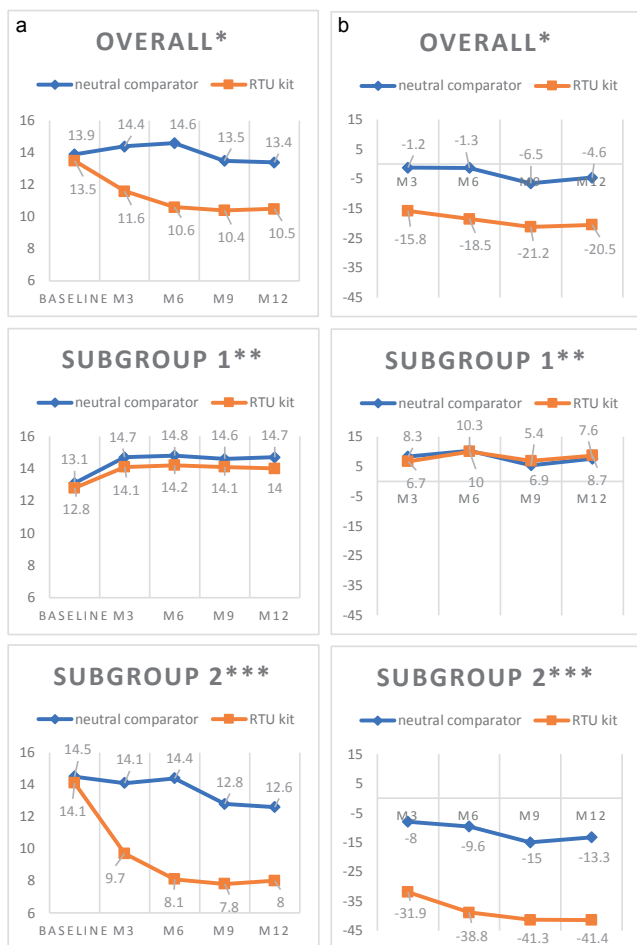 a
OVERALL*
neutral comparator RTU kit
16
14
12
10
8
6
13.9 14.4 14.6 13.5 13.4
13.5 11.6 10.6 10.4 10.5
BASELINE M3 M6 M9 M12
b
OVERALL*
neutral comparator RTU kit
15
5
-5
-15
-25
-35
-45
-1.2 -1.3 -6.5 -4.6
M3 M6 M9 M12
-15.8 -18.5 -21.2 -20.5
SUBGROUP 1**
neutral comparator RTU kit
16
14
12
10
8
6
13.1 14.7 14.8 14.6 14.7
12.8 14.1 14.2 14.1 14
BASELINE M3 M6 M9 M12
SUBGROUP 1**
neutral comparator RTU kit
15
5
-5
-15
-25
-35
-45
8.3 10.3 5.4 7.6
6.7 10 6.9 8.7
M3 M6 M9 M12
SUBGROUP 2***
neutral comparator RTU kit
16
14
12
10
8
6
14.5 14.1 14.4 12.8 12.6
14.1 9.7 8.1 7.8 8
BASELINE M3 M6 M9 M12
SUBGROUP 2***
neutral comparator RTU kit
15
5
-5
-15
-25
-35
-45
M3 M6 M9 M12
-8 -9.6 -15 -13.3
-31.9 -38.8 -41.3 -41.4